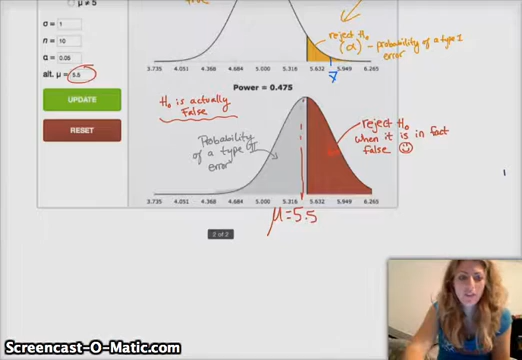 μ ≠ 5
σ = 1
n = 10
α = 0.05
alt. μ = 5.5
UPDATE
RESET
reject H₀
(α) - probability of a type I
error
3.735 4.051 4.368 4.684 5.000 5.316 5.632 5.949 6.265
x̄
Power = 0.475
H₀ is actually
False
Probability
of a type II
error
reject H₀
when it is in fact
false ☺
3.735 4.051 4.368 4.684 5.000 5.316 5.632 5.949 6.265
μ=5.5
2 of 2
Screencast-O-Matic.com